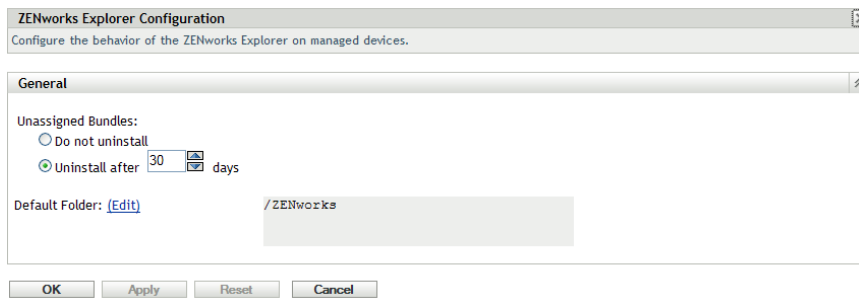 ZENworks Explorer Configuration
Configure the behavior of the ZENworks Explorer on managed devices.
General
Unassigned Bundles:
Do not uninstall
Uninstall after 30 days
Default Folder: (Edit) /ZENworks
OK Apply Reset Cancel